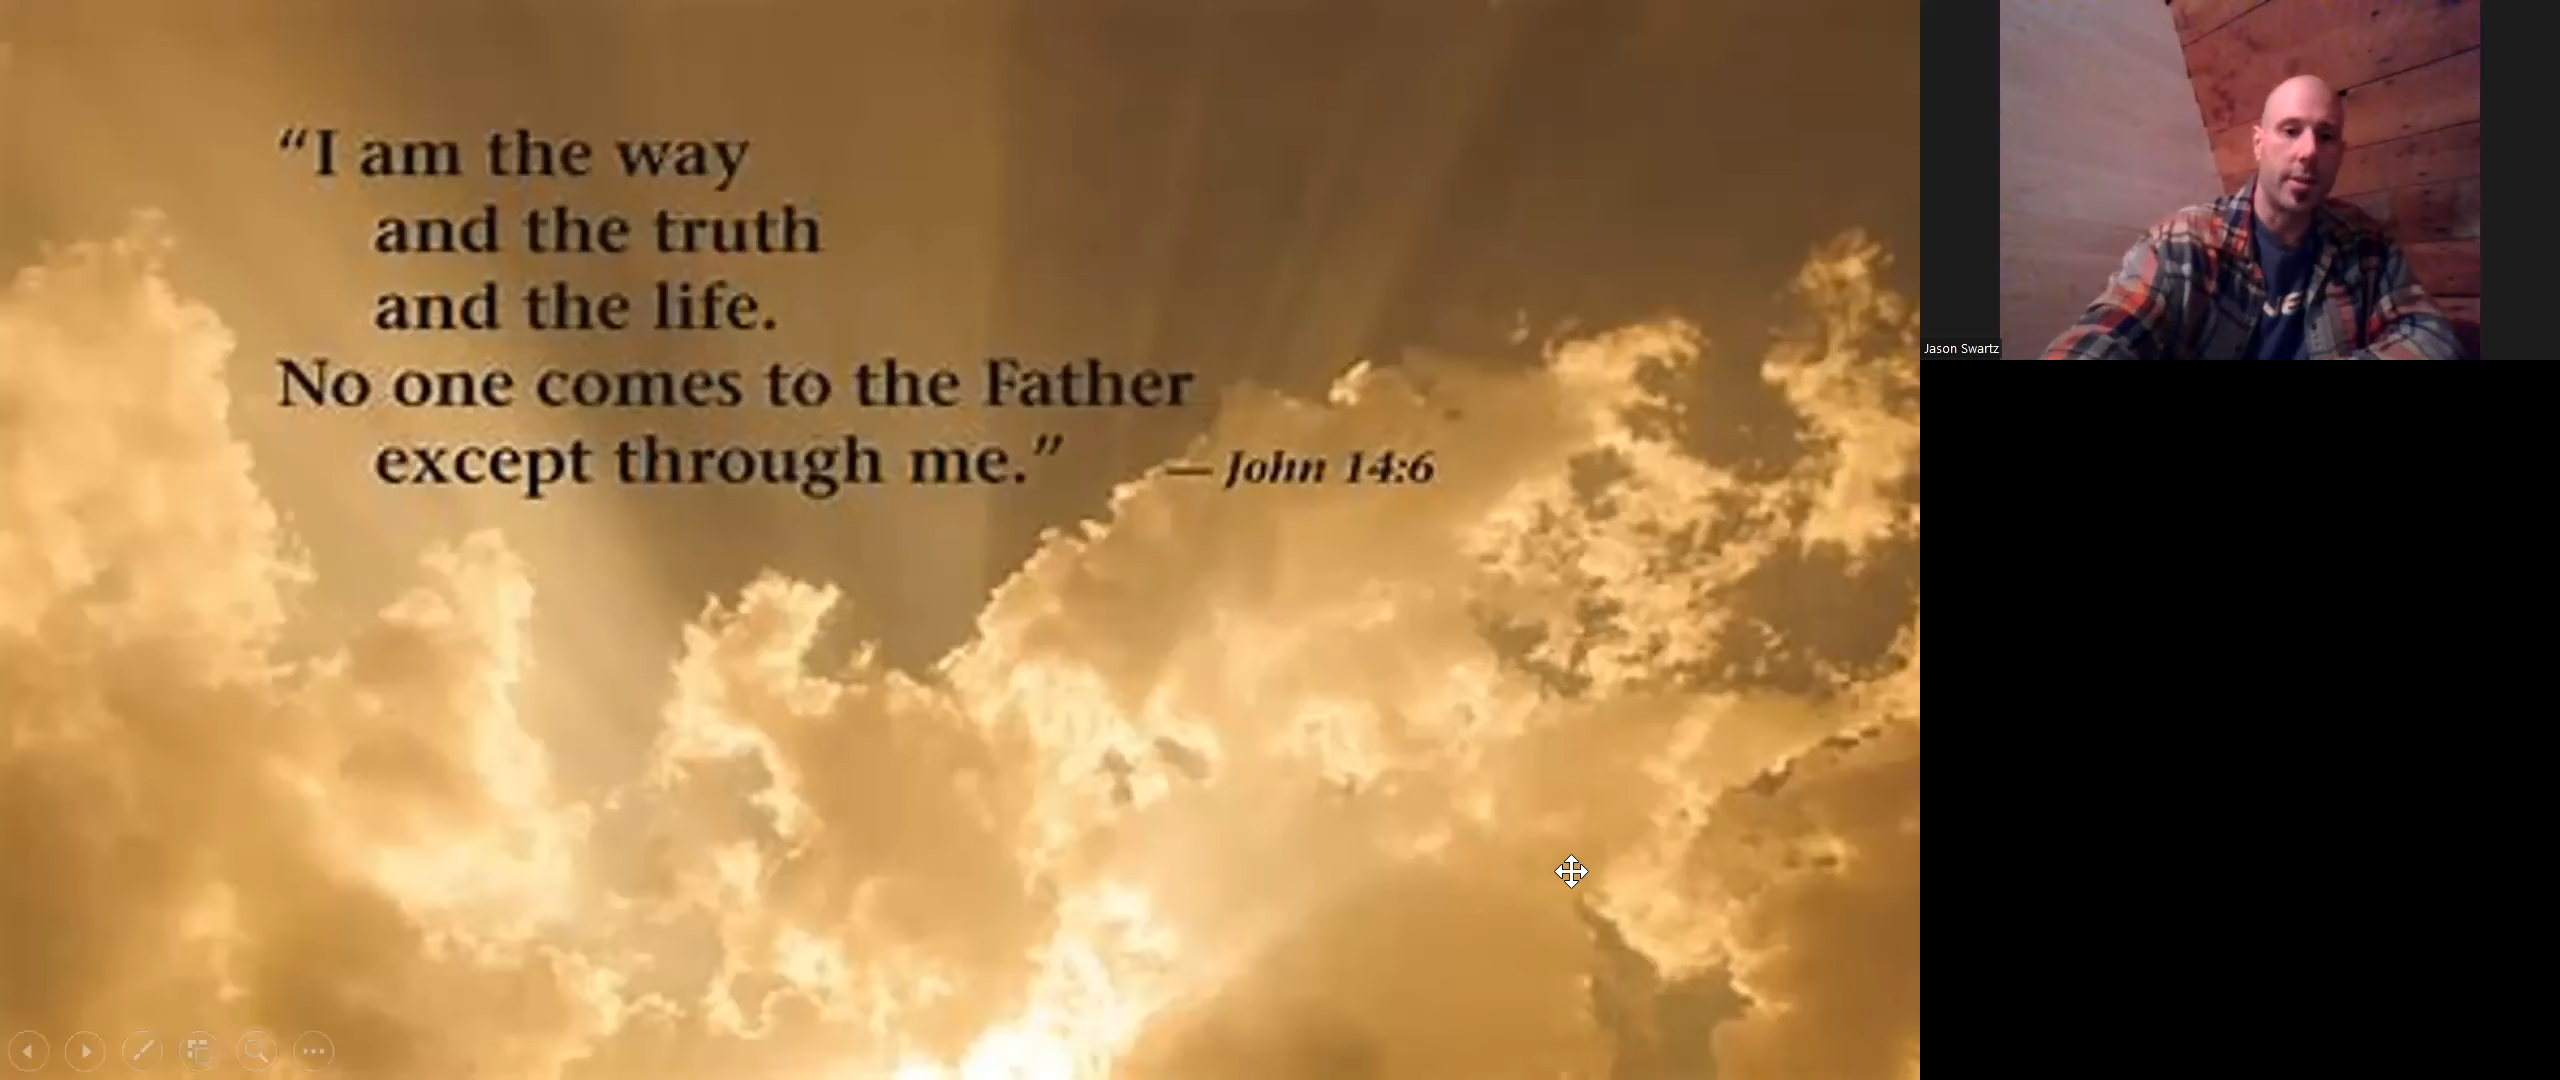 “I am the way
and the truth
and the life.
No one comes to the Father
except through me.” — John 14:6
Jason Swartz